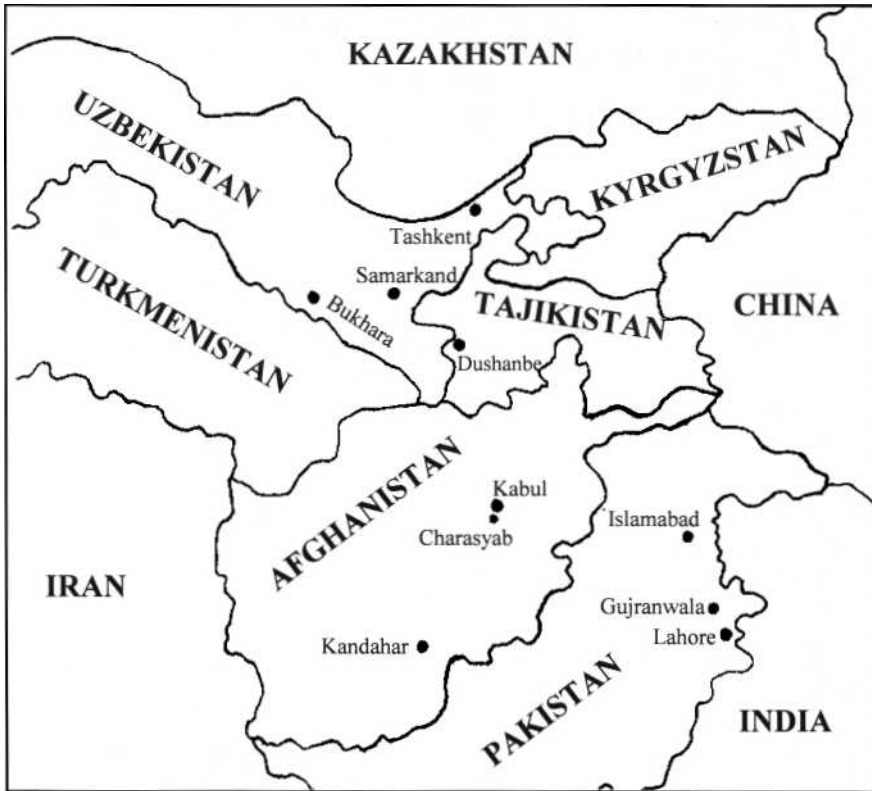 KAZAKHSTAN
UZBEKISTAN
KYRGYZSTAN
Tashkent
TURKMENISTAN
Samarkand
Bukhara
TAJIKISTAN
CHINA
Dushanbe
AFGHANISTAN
Kabul
Charasyab
Islamabad
IRAN
Gujranwala
Lahore
Kandahar
PAKISTAN
INDIA